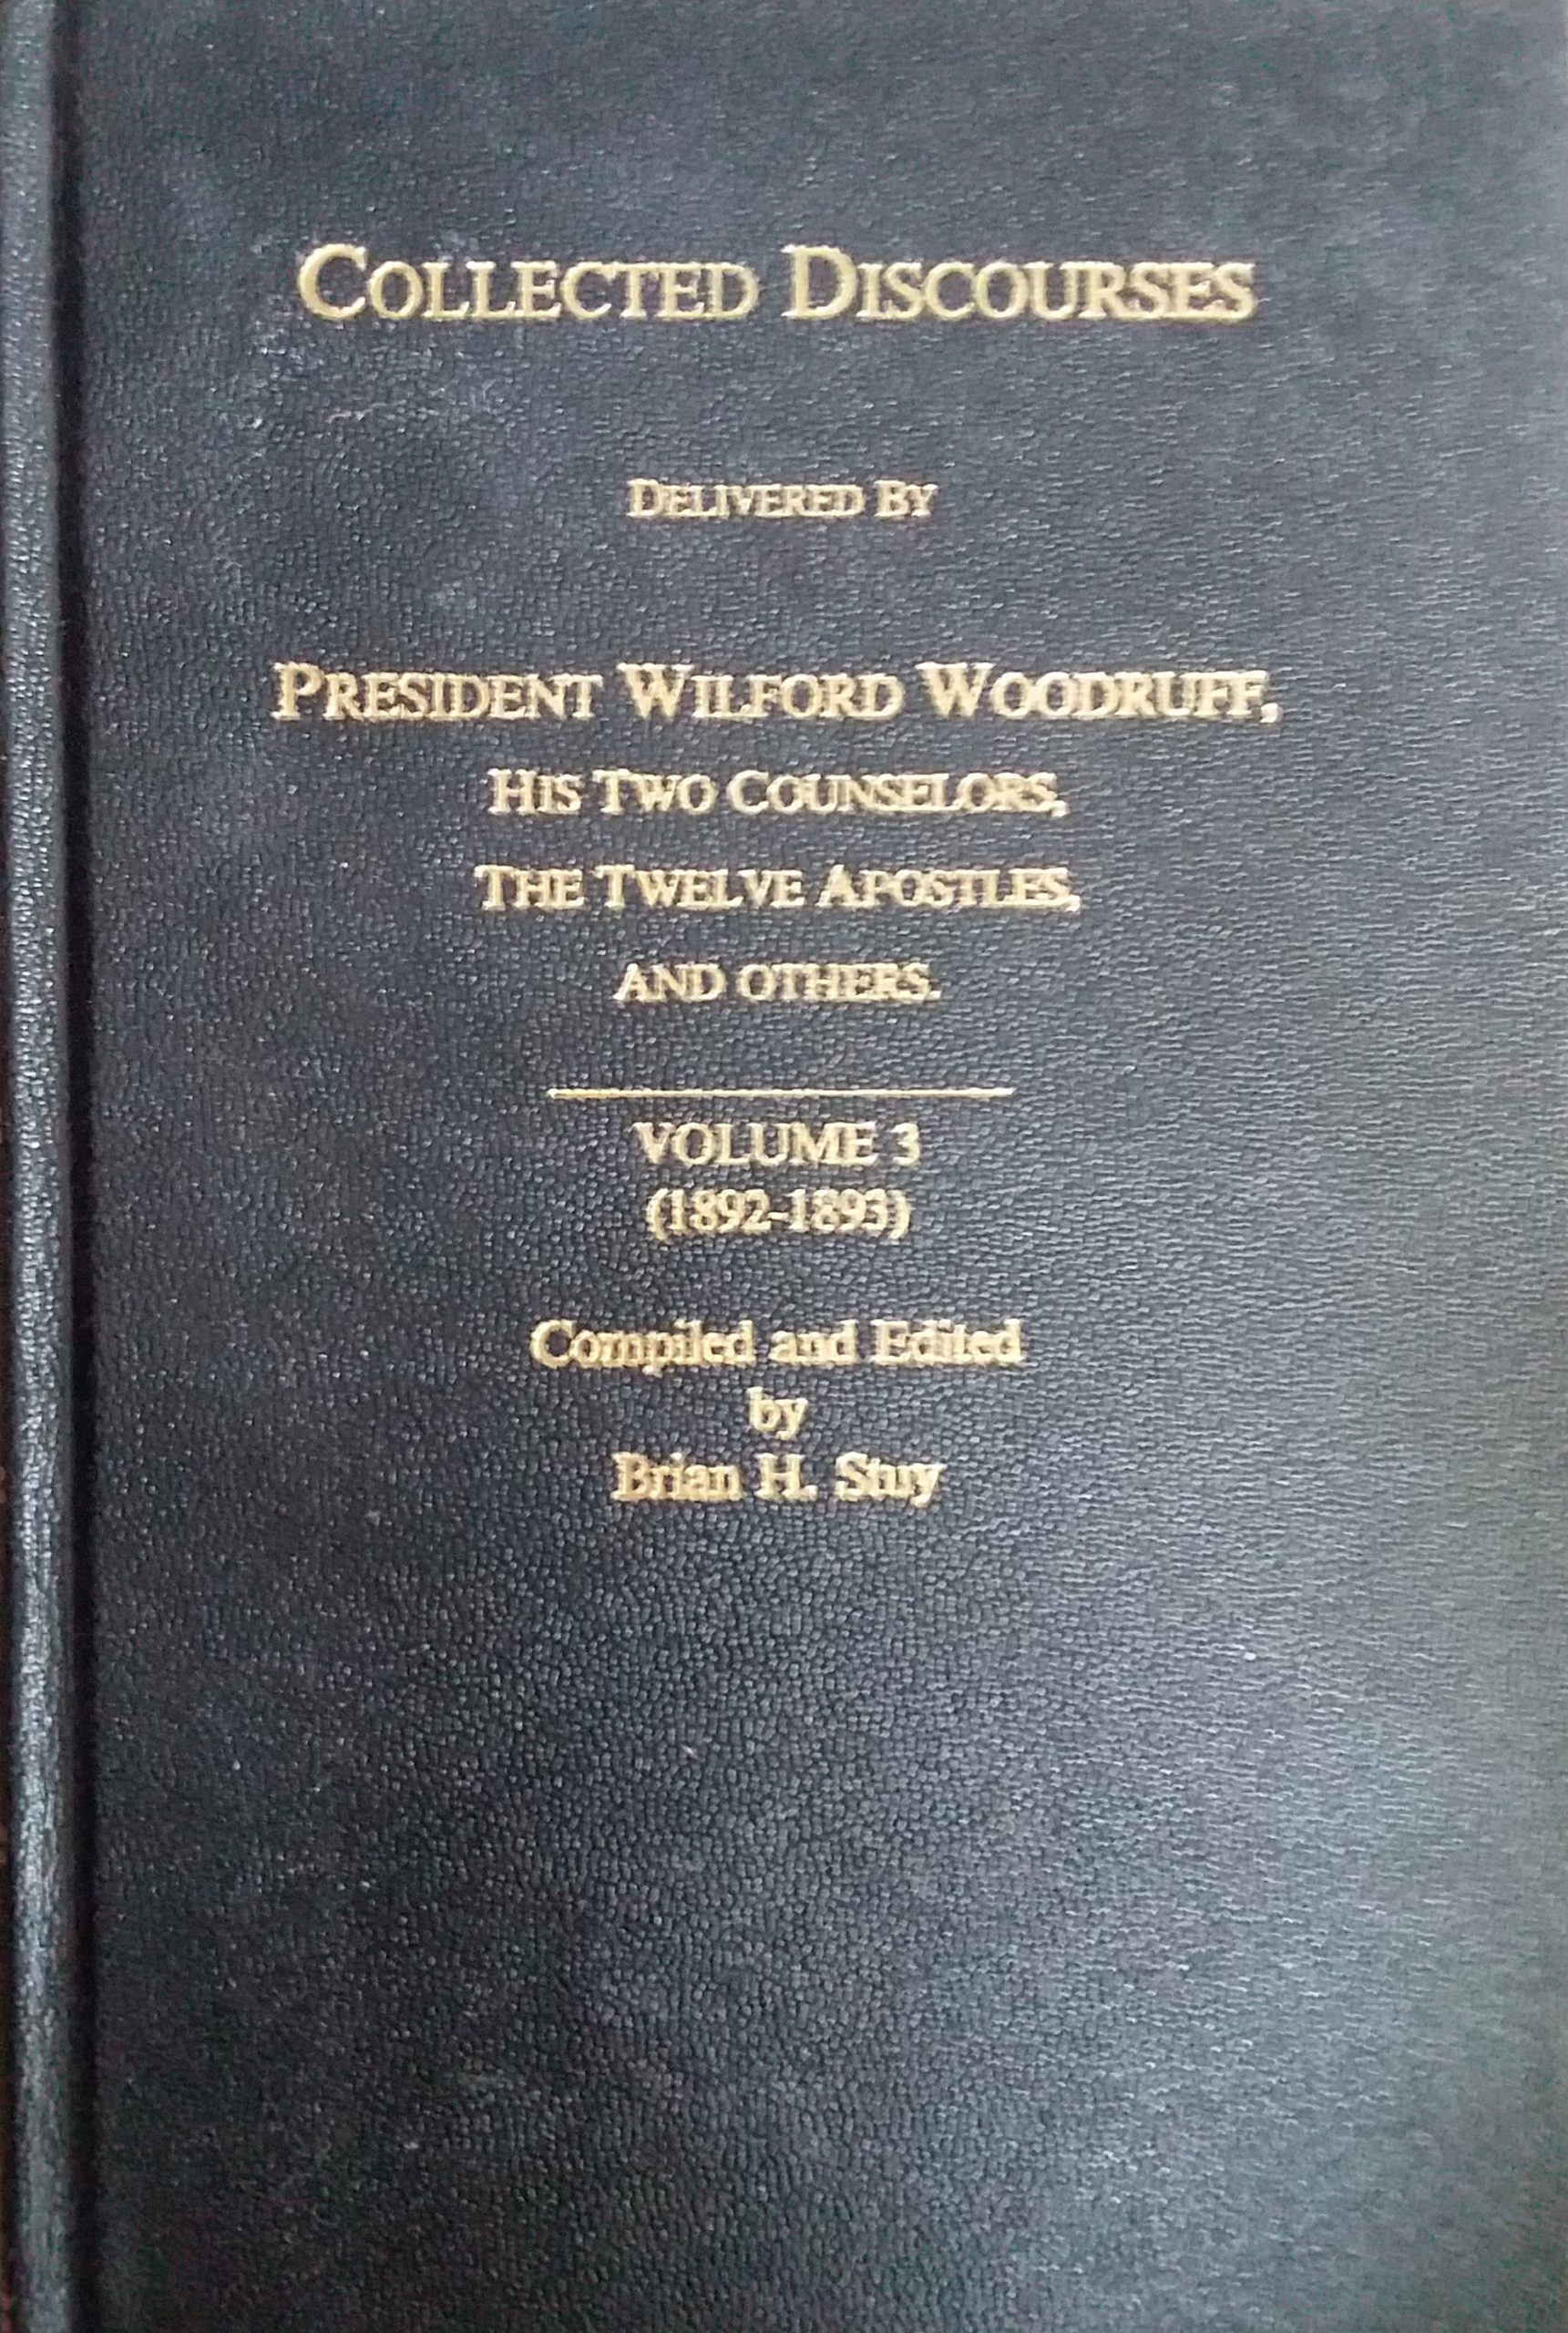 COLLECTED DISCOURSES
DELIVERED BY
PRESIDENT WILFORD WOODRUFF,
HIS TWO COUNSELORS,
THE TWELVE APOSTLES,
AND OTHERS.
VOLUME 3
(1892-1893)
Compiled and Edited
by
Brian H. Stuy